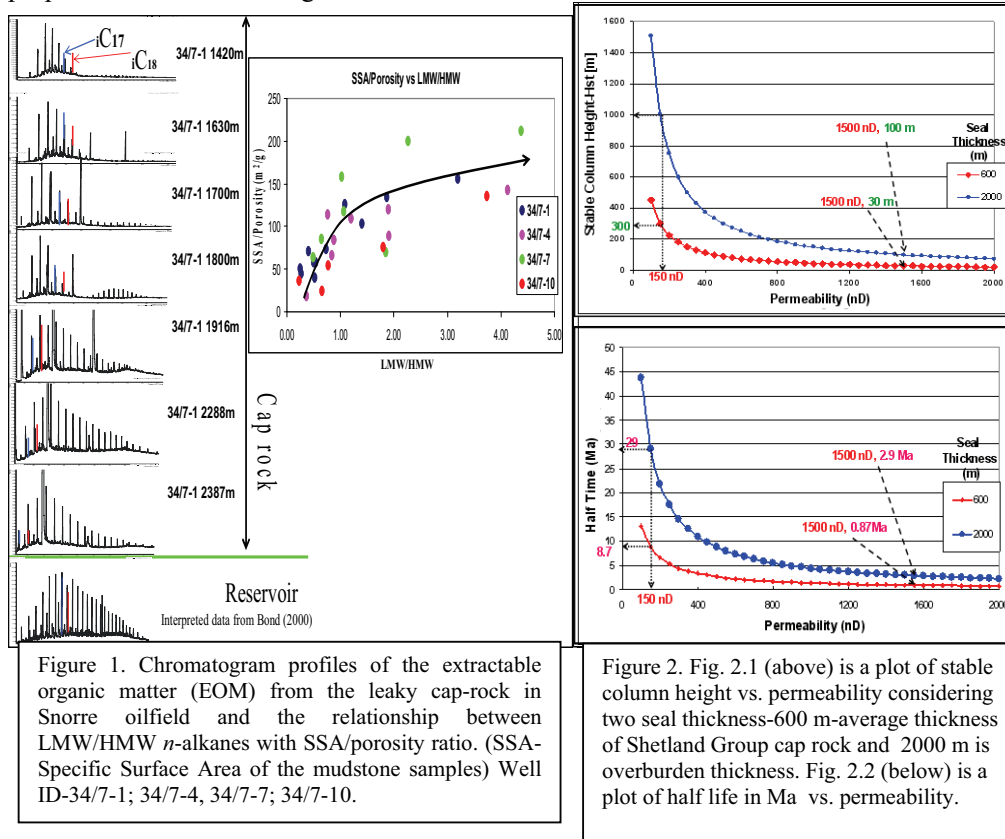 iC17
iC18
34/7-1 1420m
34/7-1 1630m
34/7-1 1700m
34/7-1 1800m
34/7-1 1916m
34/7-1 2288m
34/7-1 2387m
Cap rock
Reservoir
Interpreted data from Bond (2000)
SSA/Porosity vs LMW/HMW
SSA/Porosity (m²/g)
250
200
150
100
50
0
0.00 1.00 2.00 3.00 4.00 5.00
LMW/HMW
34/7-1
34/7-4
34/7-7
34/7-10
Figure 1. Chromatogram profiles of the extractable
organic matter (EOM) from the leaky cap-rock in
Snorre oilfield and the relationship between
LMW/HMW n-alkanes with SSA/porosity ratio. (SSA-
Specific Surface Area of the mudstone samples) Well
ID-34/7-1; 34/7-4, 34/7-7; 34/7-10.
Stable Column Height-Hst [m]
1600
1400
1200
1000
800
600
400
300
200
0
0 400 800 1200 1600 2000
150 nD
Permeability (nD)
1500 nD, 100 m
1500 nD, 30 m
Seal
Thickness
(m)
600
2000
Half Time (Ma)
50
45
40
35
30
29
25
20
15
10
8.7
5
0
0 400 800 1200 1600 2000
150 nD
Permeability (nD)
1500 nD, 2.9 Ma
1500 nD, 0.87Ma
Seal
Thickness
(m)
600
2000
Figure 2. Fig. 2.1 (above) is a plot of stable
column height vs. permeability considering
two seal thickness-600 m-average thickness
of Shetland Group cap rock and 2000 m is
overburden thickness. Fig. 2.2 (below) is a
plot of half life in Ma vs. permeability.